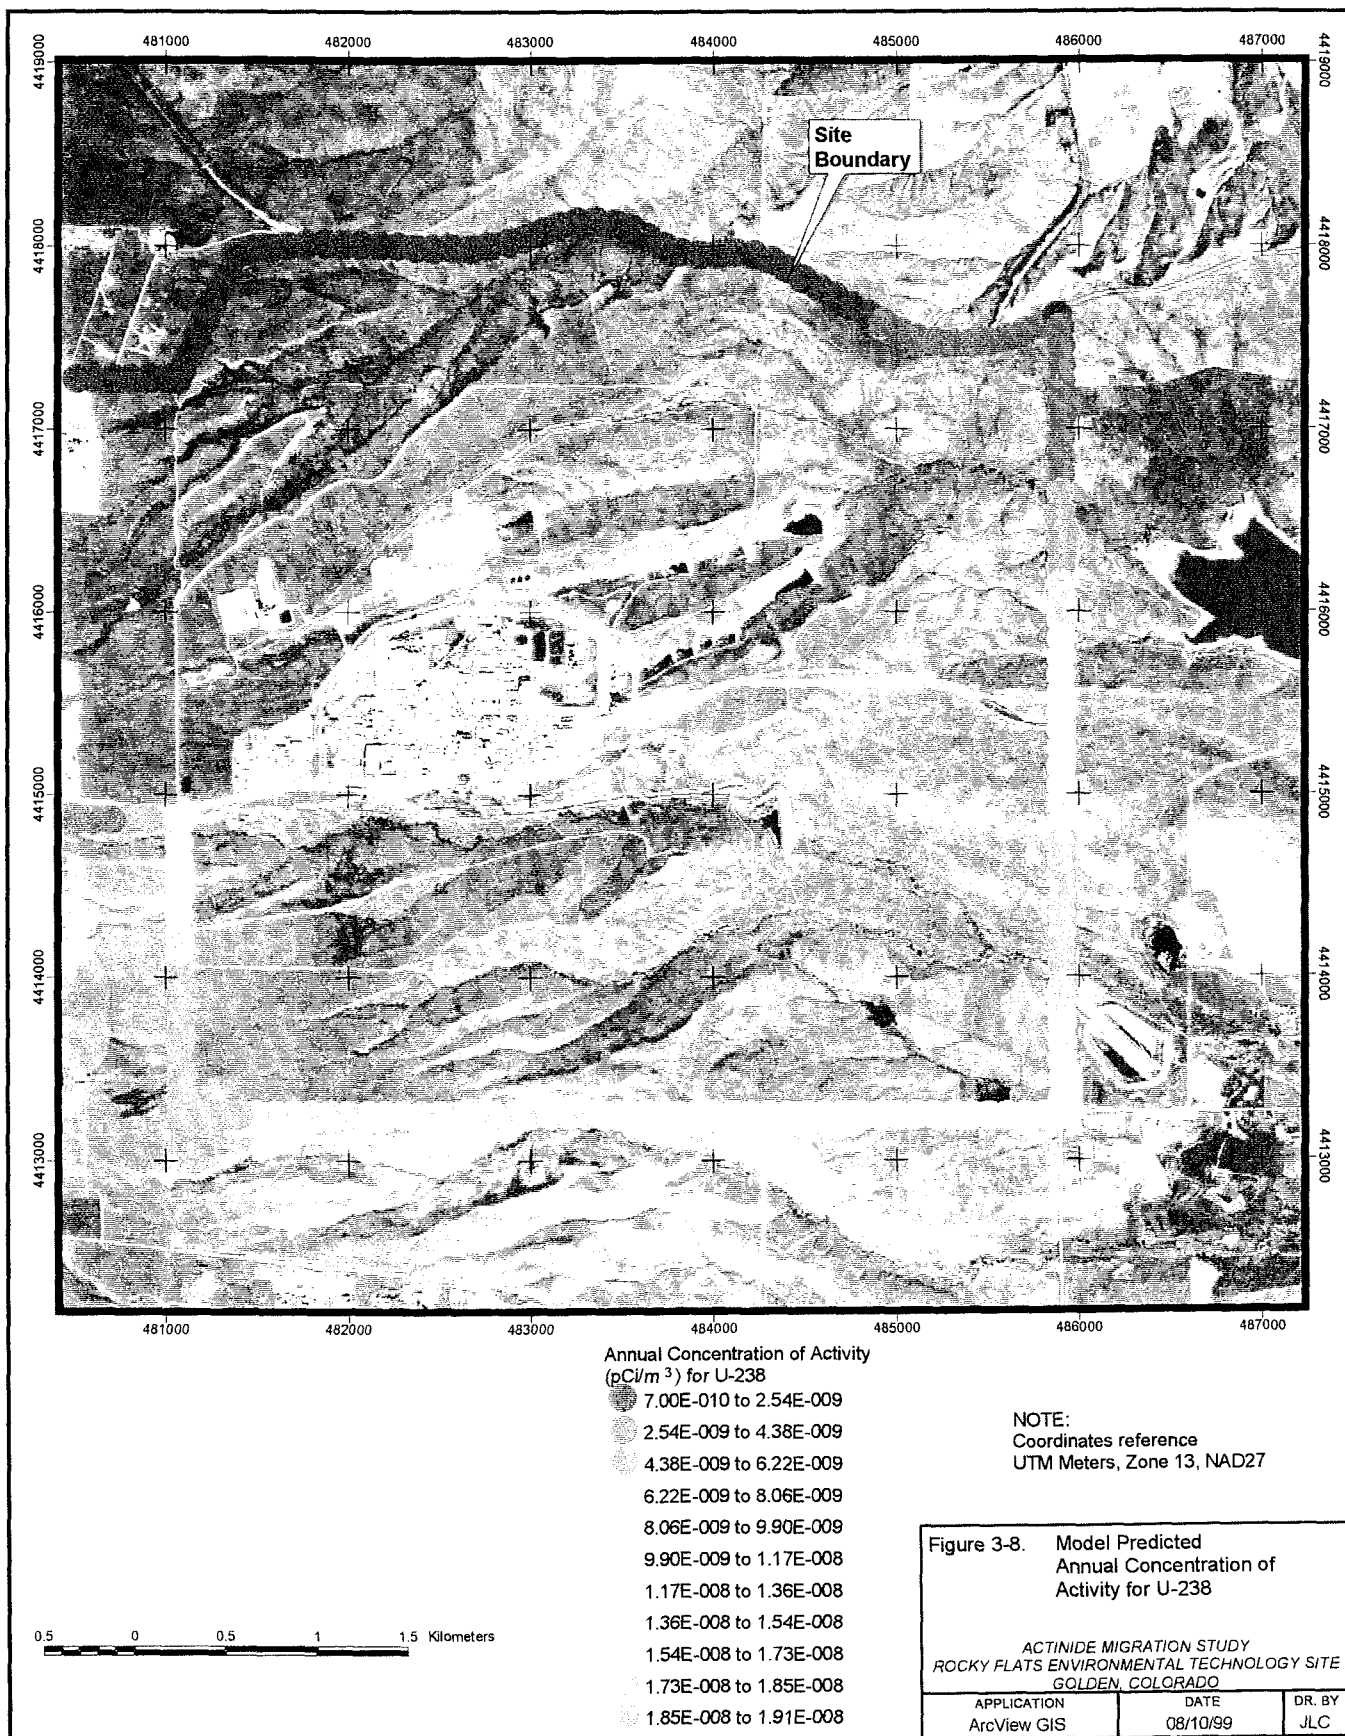 481000 482000 483000 484000 485000 486000 487000
4419000 4419000
Site
Boundary
4418000 4418000
4417000 4417000
4416000 4416000
4415000 4415000
4414000 4414000
4413000 4413000
481000 482000 483000 484000 485000 486000 487000
Annual Concentration of Activity
(pCi/m ³) for U-238
7.00E-010 to 2.54E-009
2.54E-009 to 4.38E-009
4.38E-009 to 6.22E-009
6.22E-009 to 8.06E-009
8.06E-009 to 9.90E-009
9.90E-009 to 1.17E-008
1.17E-008 to 1.36E-008
1.36E-008 to 1.54E-008
1.54E-008 to 1.73E-008
1.73E-008 to 1.85E-008
1.85E-008 to 1.91E-008
NOTE:
Coordinates reference
UTM Meters, Zone 13, NAD27
0.5 0 0.5 1 1.5 Kilometers
Figure 3-8. Model Predicted
Annual Concentration of
Activity for U-238
ACTINIDE MIGRATION STUDY
ROCKY FLATS ENVIRONMENTAL TECHNOLOGY SITE
GOLDEN, COLORADO
APPLICATION DATE DR. BY
ArcView GIS 08/10/99 JLC